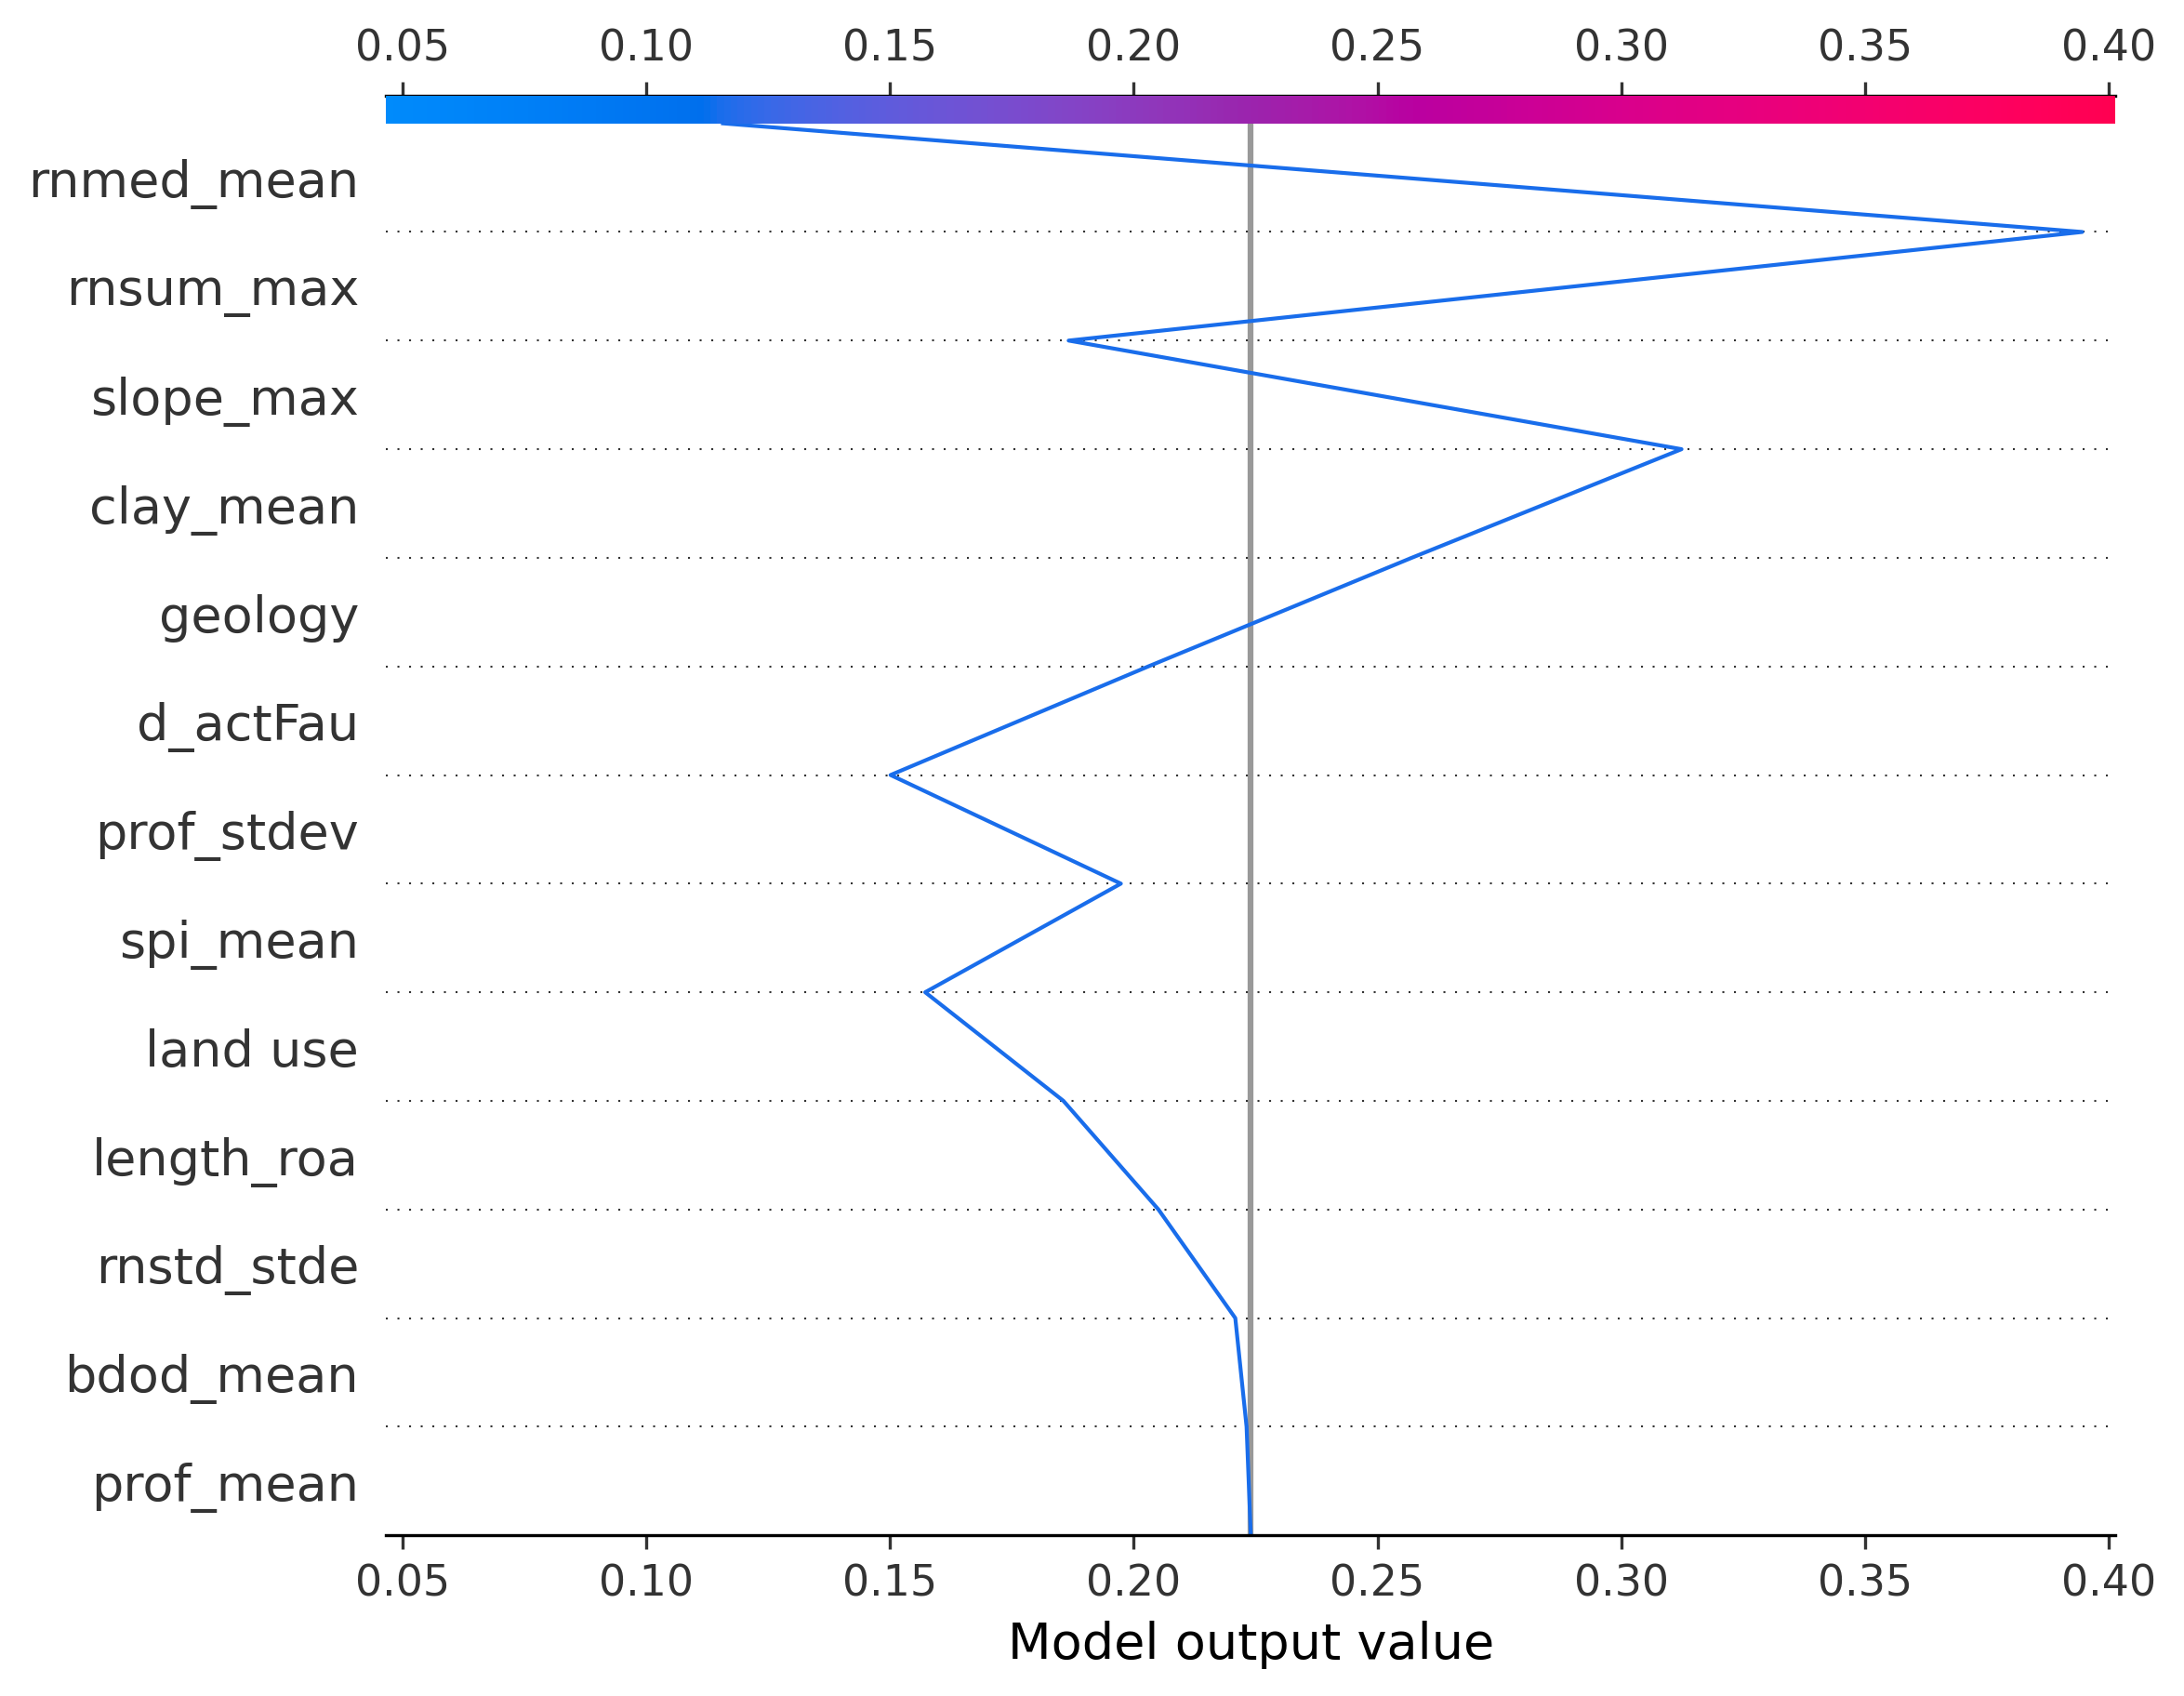 0.05 0.10 0.15 0.20 0.25 0.30 0.35 0.40
rnmed_mean
rnsum_max
slope_max
clay_mean
geology
d_actFau
prof_stdev
spi_mean
land use
length_roa
rnstd_stde
bdod_mean
prof_mean
0.05 0.10 0.15 0.20 0.25 0.30 0.35 0.40
Model output value